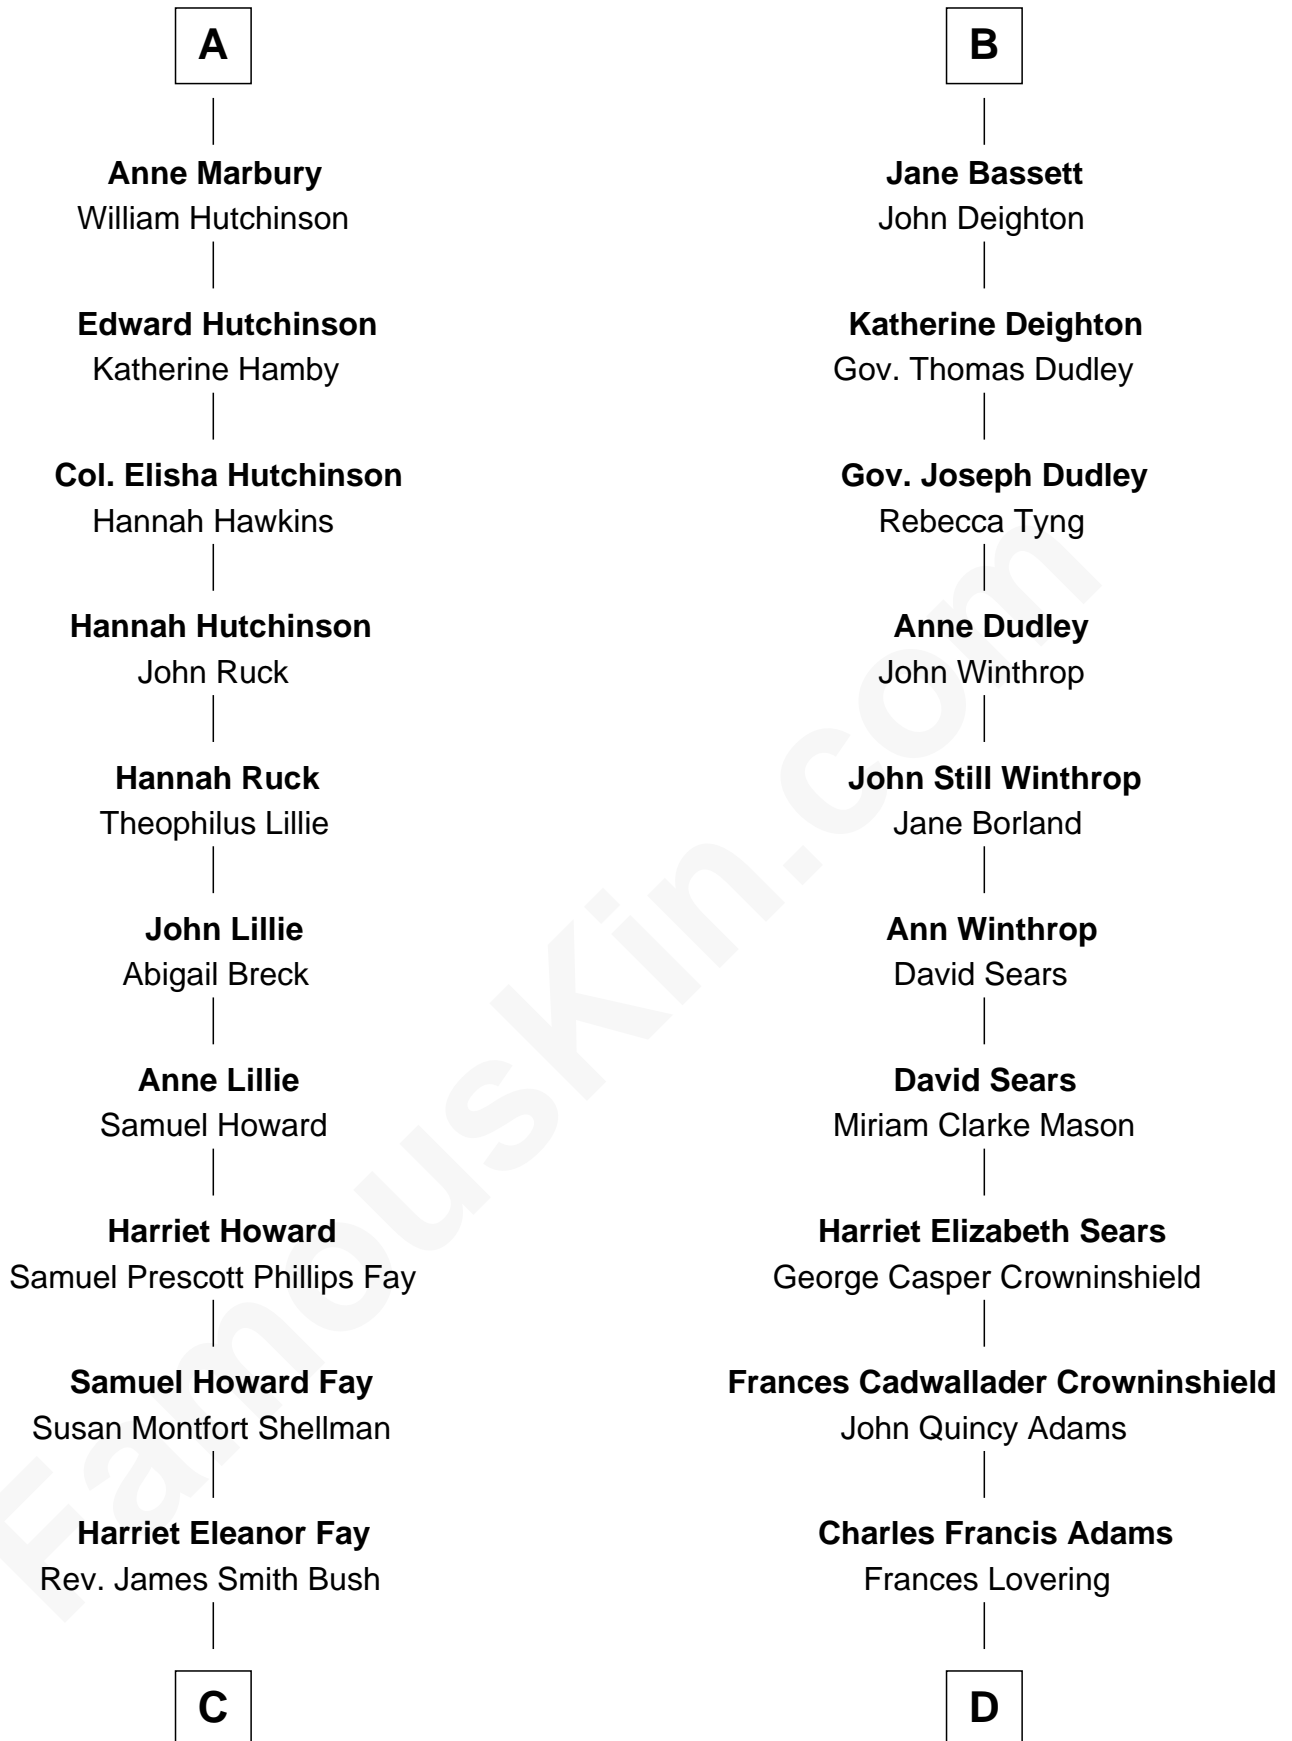 A
Anne Marbury
William Hutchinson
Edward Hutchinson
Katherine Hamby
Col. Elisha Hutchinson
Hannah Hawkins
Hannah Hutchinson
John Ruck
Hannah Ruck
Theophilus Lillie
John Lillie
Abigail Breck
Anne Lillie
Samuel Howard
Harriet Howard
Samuel Prescott Phillips Fay
Samuel Howard Fay
Susan Montfort Shellman
Harriet Eleanor Fay
Rev. James Smith Bush
C
B
Jane Bassett
John Deighton
Katherine Deighton
Gov. Thomas Dudley
Gov. Joseph Dudley
Rebecca Tyng
Anne Dudley
John Winthrop
John Still Winthrop
Jane Borland
Ann Winthrop
David Sears
David Sears
Miriam Clarke Mason
Harriet Elizabeth Sears
George Casper Crowninshield
Frances Cadwallader Crowninshield
John Quincy Adams
Charles Francis Adams
Frances Lovering
D
FamousKin.com